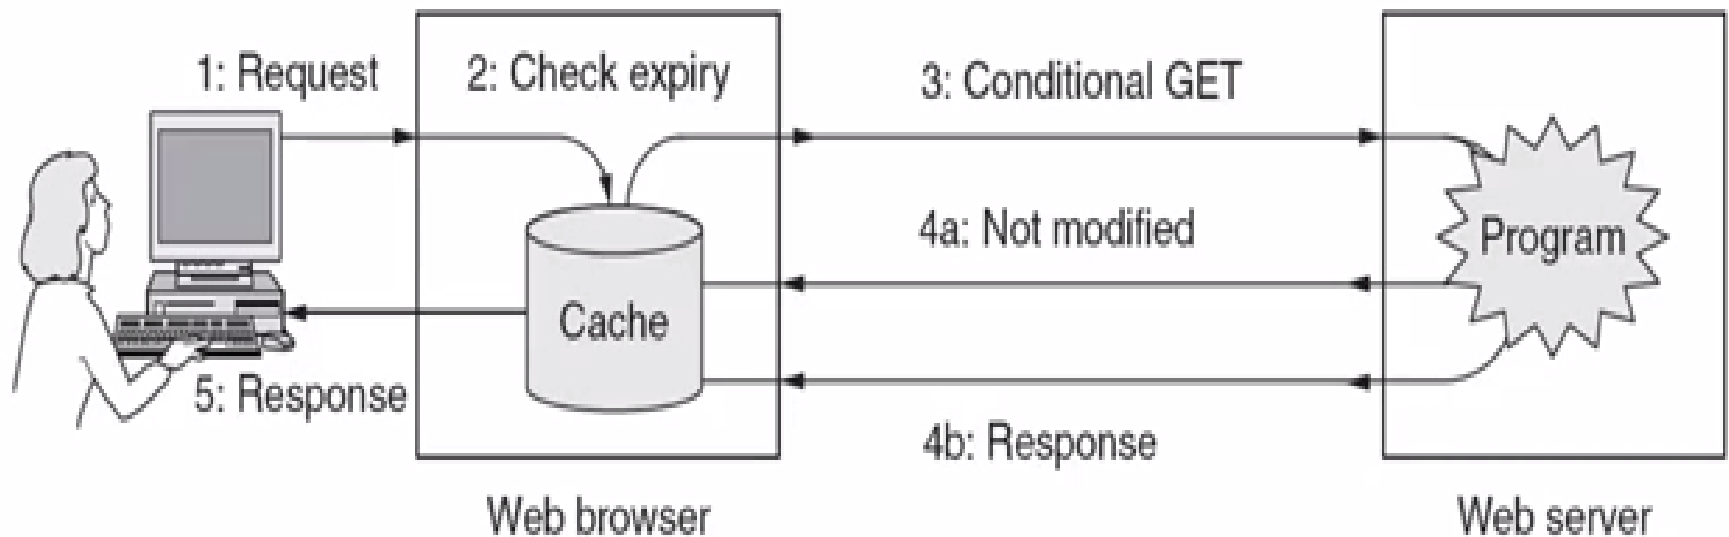 1: Request
2: Check expiry
3: Conditional GET
4a: Not modified
Program
Cache
5: Response
4b: Response
Web browser
Web server